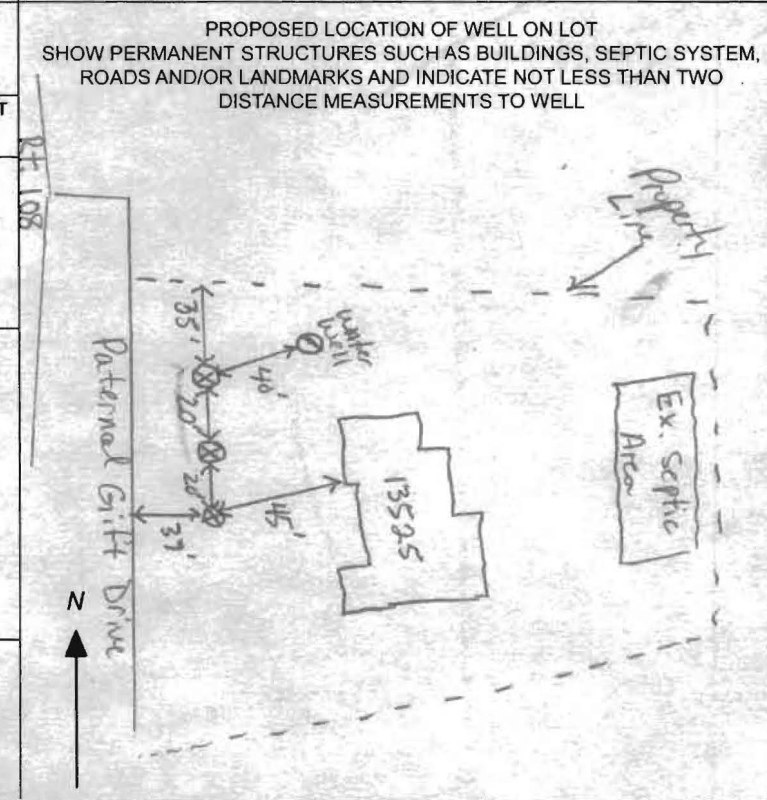 PROPOSED LOCATION OF WELL ON LOT
SHOW PERMANENT STRUCTURES SUCH AS BUILDINGS, SEPTIC SYSTEM,
ROADS AND/OR LANDMARKS AND INDICATE NOT LESS THAN TWO
DISTANCE MEASUREMENTS TO WELL
T
Rt. 108
Property
Line
35'
water
well
40'
20'
20'
45'
37'
13525
Ex. Septic
Area
Paternal Gift Drive
N